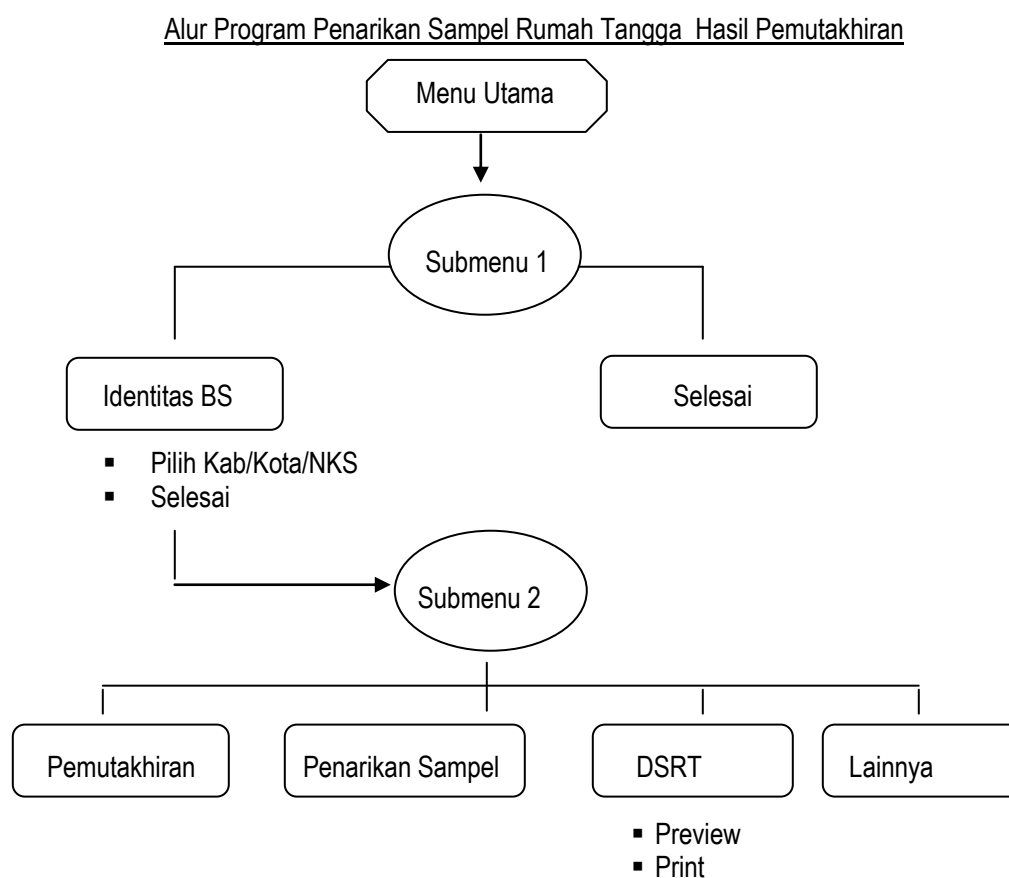 Alur Program Penarikan Sampel Rumah Tangga Hasil Pemutakhiran
Menu Utama
Submenu 1
Identitas BS
Selesai
▪ Pilih Kab/Kota/NKS
▪ Selesai
Submenu 2
Pemutakhiran
Penarikan Sampel
DSRT
Lainnya
▪ Preview
▪ Print